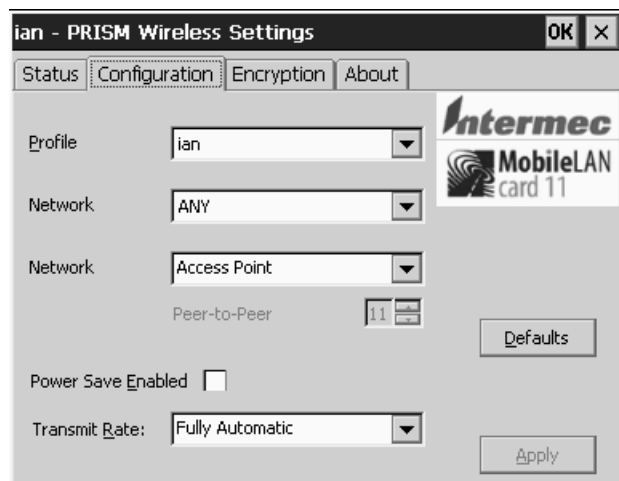 ian - PRISM Wireless Settings OK ×
Status Configuration Encryption About
Intermec
MobileLAN
card 11
Profile ian
Network ANY
Network Access Point
Peer-to-Peer 11
Defaults
Power Save Enabled
Transmit Rate: Fully Automatic
Apply